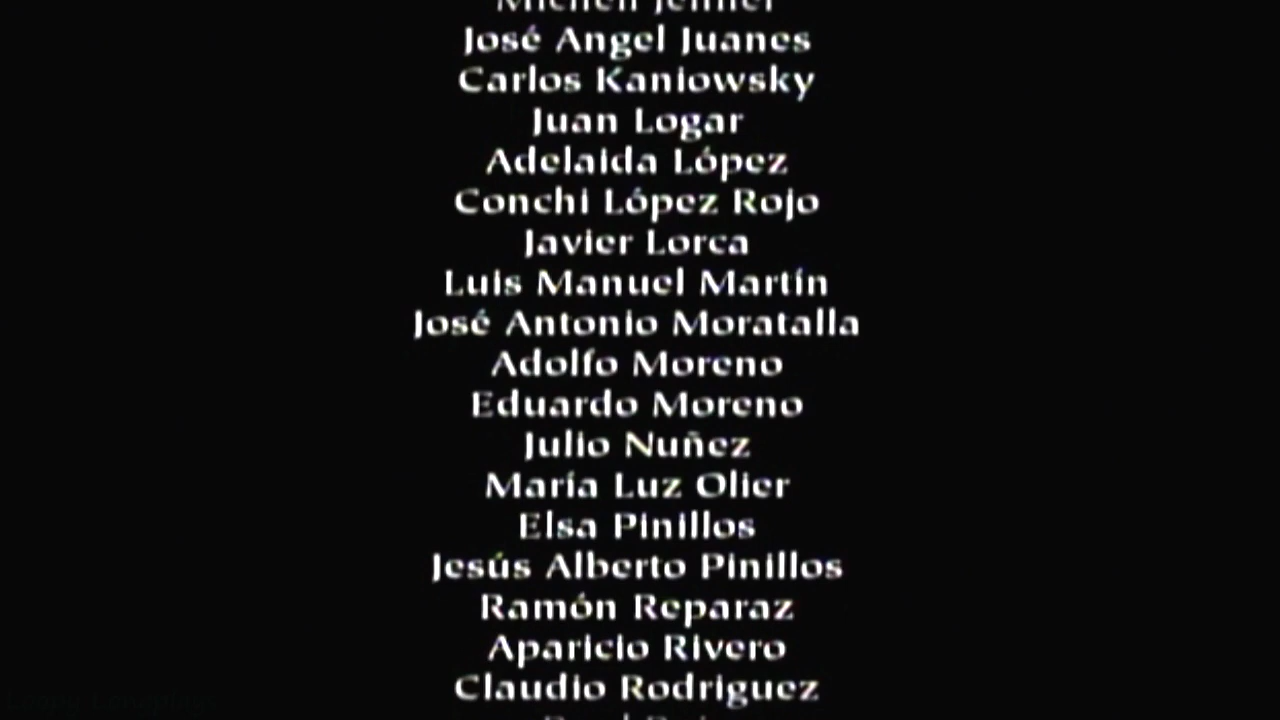 Michell Jenner
José Angel Juanes
Carlos Kaniowsky
Juan Logar
Adelaida López
Conchi López Rojo
Javier Lorca
Luis Manuel Martín
José Antonio Moratalla
Adolfo Moreno
Eduardo Moreno
Julio Nuñez
María Luz Olier
Elsa Pinillos
Jesús Alberto Pinillos
Ramón Reparaz
Aparicio Rivero
Claudio Rodriguez